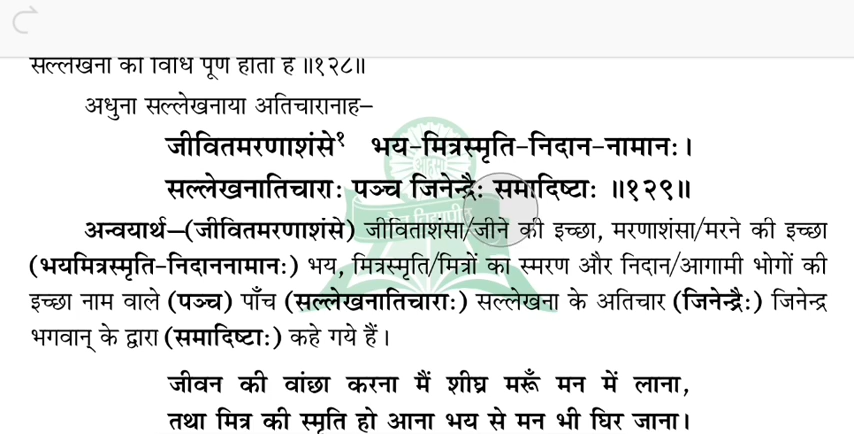 सल्लेखना की विधि पूर्ण होती है ॥१२८॥
अधुना सल्लेखनाया अतिचारानाह–
जीवितमरणाशंसे१ भय-मित्रस्मृति-निदान-नामानः।
सल्लेखनातिचाराः पञ्च जिनेन्द्रैः समादिष्टाः ॥१२९॥
अन्वयार्थ–(जीवितमरणाशंसे) जीविताशंसा/जीने की इच्छा, मरणाशंसा/मरने की इच्छा
(भयमित्रस्मृति-निदाननामानः) भय, मित्रस्मृति/मित्रों का स्मरण और निदान/आगामी भोगों की
इच्छा नाम वाले (पञ्च) पाँच (सल्लेखनातिचाराः) सल्लेखना के अतिचार (जिनेन्द्रैः) जिनेन्द्र
भगवान् के द्वारा (समादिष्टाः) कहे गये हैं।
जीवन की वांछा करना मैं शीघ्र मरूँ मन में लाना,
तथा मित्र की स्मृति हो आना भय से मन भी घिर जाना।